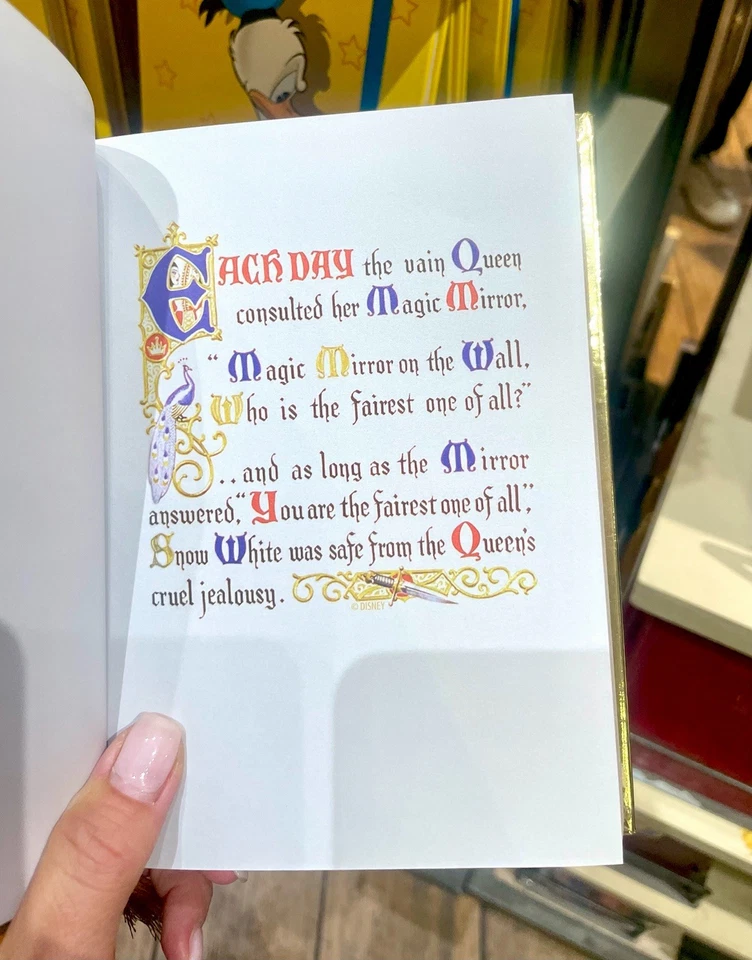 EACH DAY the vain Queen
consulted her Magic Mirror,
“ Magic Mirror on the Wall,
Who is the fairest one of all?”
..and as long as the Mirror
answered,“You are the fairest one of all”,
Snow White was safe from the Queen's
cruel jealousy.
© DISNEY